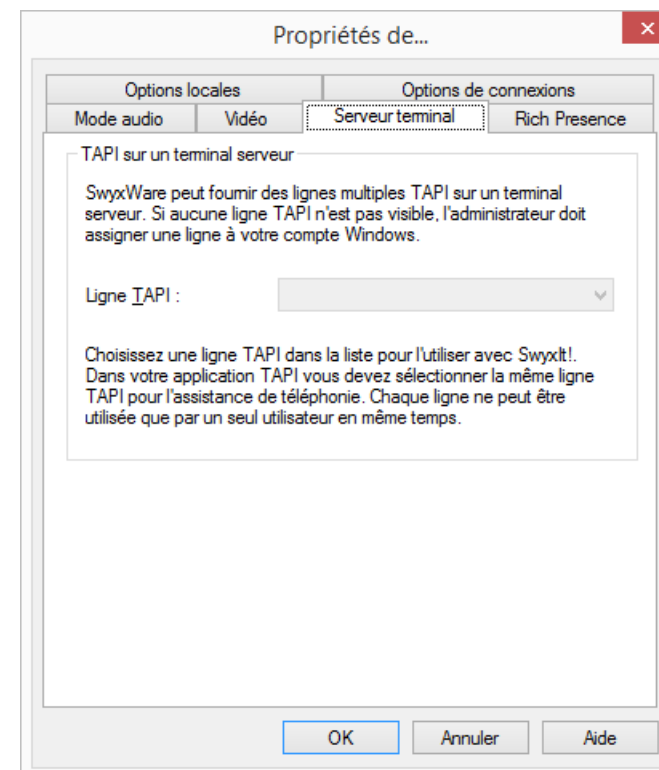 Propriétés de...
Options locales
Options de connexions
Mode audio
Vidéo
Serveur terminal
Rich Presence
TAPI sur un terminal serveur
SwyxWare peut fournir des lignes multiples TAPI sur un terminal
serveur. Si aucune ligne TAPI n'est pas visible, l'administrateur doit
assigner une ligne à votre compte Windows.
Ligne TAPI :
Choisissez une ligne TAPI dans la liste pour l'utiliser avec SwyxIt!.
Dans votre application TAPI vous devez sélectionner la même ligne
TAPI pour l'assistance de téléphonie. Chaque ligne ne peut être
utilisée que par un seul utilisateur en même temps.
OK
Annuler
Aide